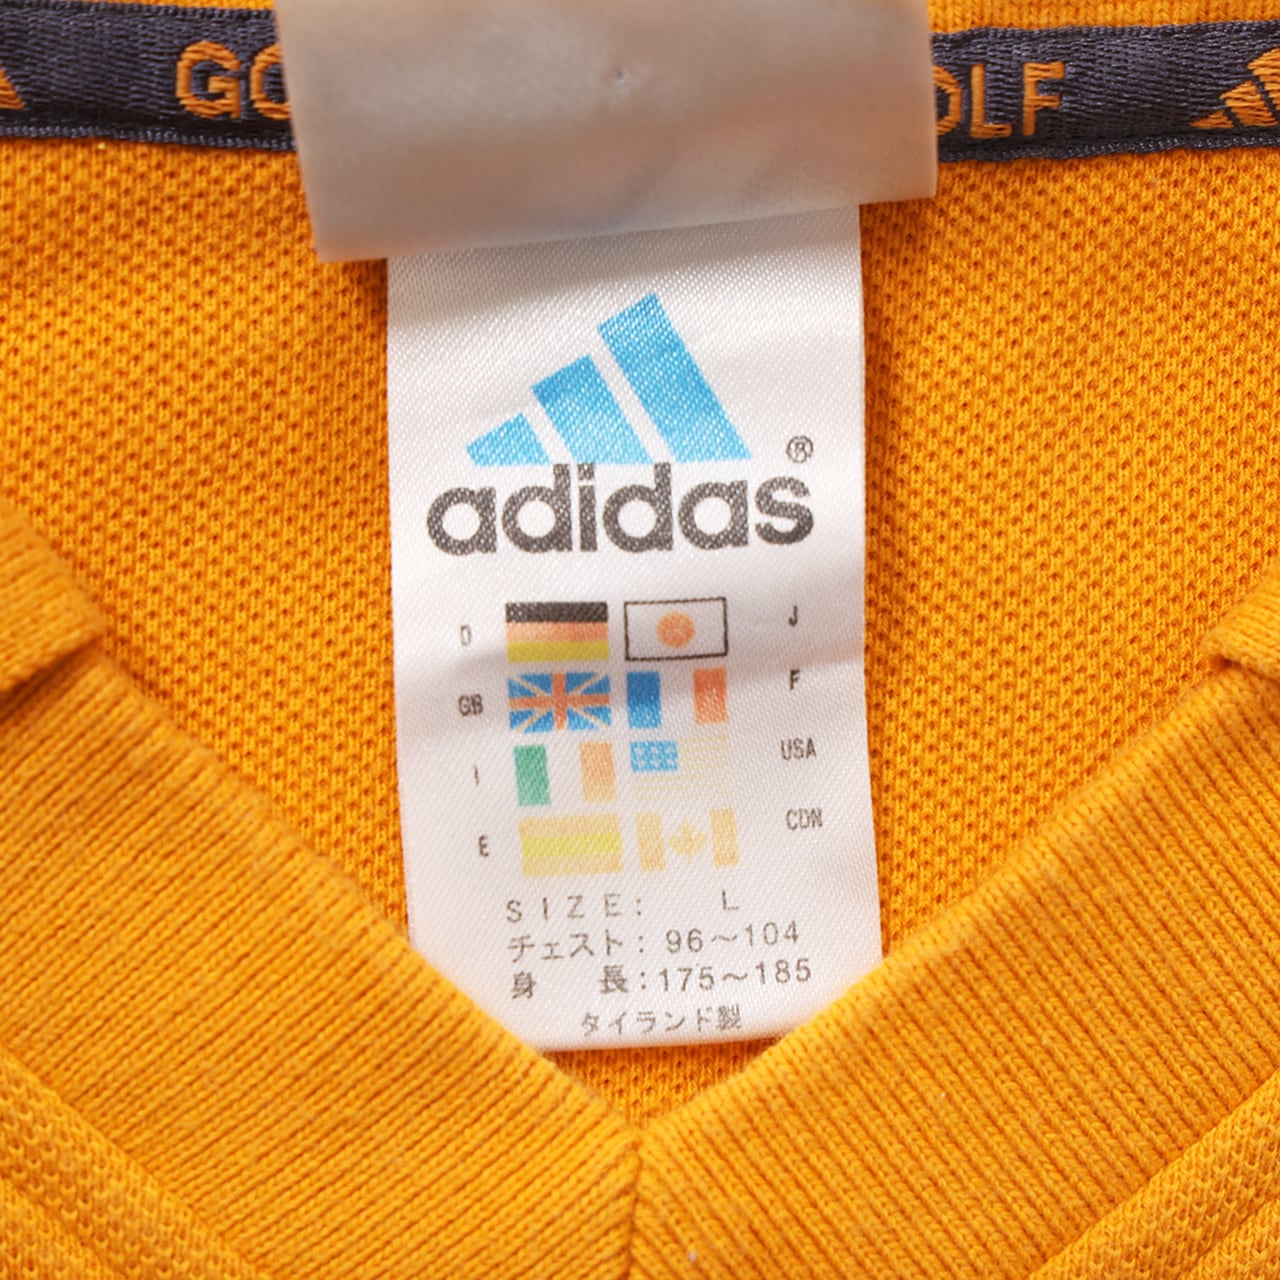 GO OLF
®
adidas
D J
GB F
I USA
E CDN
SIZE: L
チェスト: 96～104
身 長:175～185
タイランド製